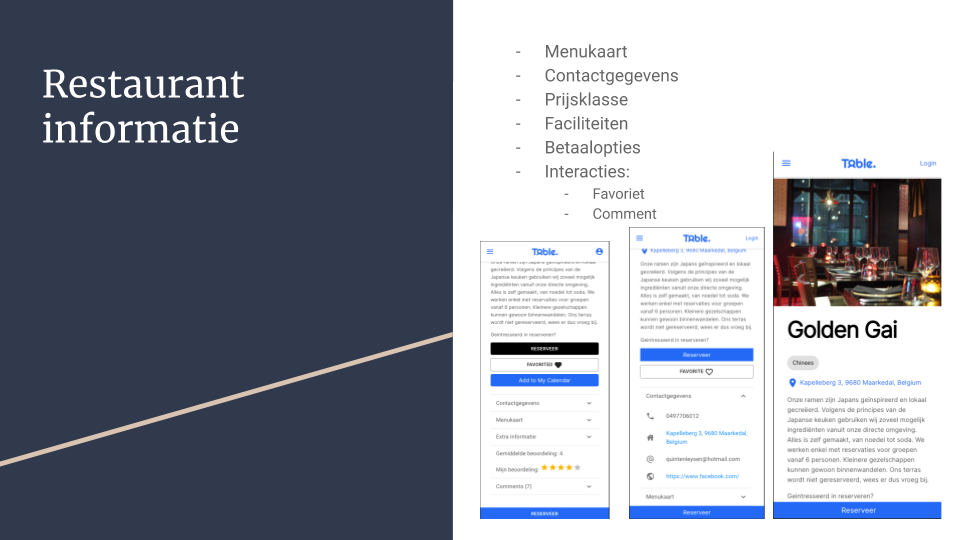 Restaurant
informatie
- Menukaart
- Contactgegevens
- Prijsklasse
- Faciliteiten
- Betaalopties
- Interacties:
- Favoriet
- Comment
Table.
gecreëerd. Volgens de principes van de
Japanse keuken gebruiken wij zoveel mogelijk
ingrediënten vanuit onze directe omgeving.
Alles is zelf gemaakt, van noedel tot soda. We
werken enkel met reservaties voor groepen
vanaf 6 personen. Kleinere gezelschappen
kunnen gewoon binnenwandelen. Ons terras
wordt niet gereserveerd, wees er dus vroeg bij.
Geintresseerd in reserveren?
RESERVEER
FAVORITED
Add to My Calendar
Contactgegevens
Menukaart
Extra informatie
Gemiddelde beoordeling: 4
Mijn beoordeling:
Comments (7)
RESERVEER
Table.
Login
Kapelleberg 3, 9680 Maarkedal, Belgium
Onze ramen zijn Japans geïnspireerd en lokaal
gecreëerd. Volgens de principes van de
Japanse keuken gebruiken wij zoveel mogelijk
ingrediënten vanuit onze directe omgeving.
Alles is zelf gemaakt, van noedel tot soda. We
werken enkel met reservaties voor groepen
vanaf 6 personen. Kleinere gezelschappen
kunnen gewoon binnenwandelen. Ons terras
wordt niet gereserveerd, wees er dus vroeg bij.
Geintresseerd in reserveren?
Reserveer
FAVORITE
Contactgegevens
0497706012
Kapelleberg 3, 9680 Maarkedal,
Belgium
quintenleysen@hotmail.com
https://www.facebook.com/
Menukaart
Reserveer
Table.
Login
Golden Gai
Chinees
Kapelleberg 3, 9680 Maarkedal, Belgium
Onze ramen zijn Japans geïnspireerd en lokaal
gecreëerd. Volgens de principes van de
Japanse keuken gebruiken wij zoveel mogelijk
ingrediënten vanuit onze directe omgeving.
Alles is zelf gemaakt, van noedel tot soda. We
werken enkel met reservaties voor groepen
vanaf 6 personen. Kleinere gezelschappen
kunnen gewoon binnenwandelen. Ons terras
wordt niet gereserveerd, wees er dus vroeg bij.
Geintresseerd in reserveren?
Reserveer